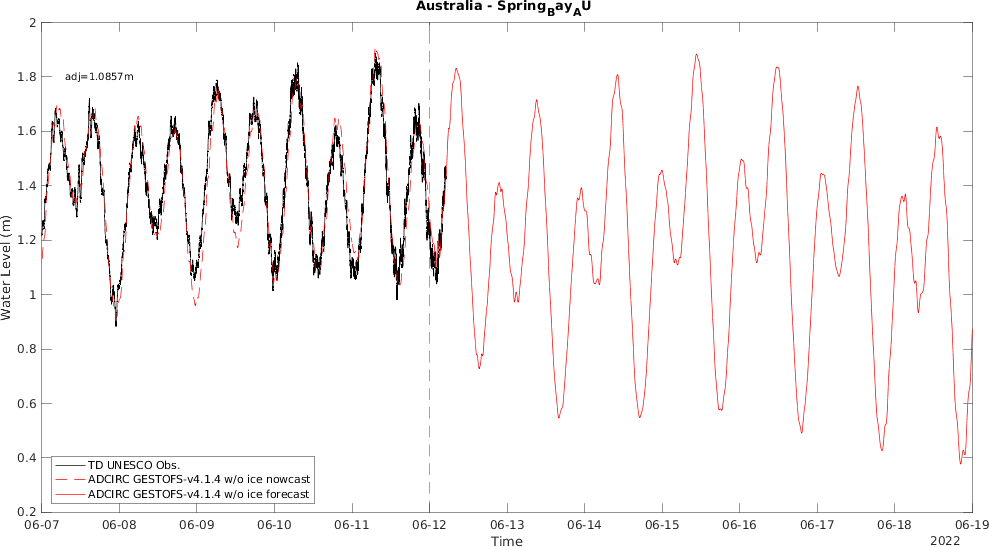 Australia - SpringBayAU
2
1.8
1.6
1.4
1.2
1
0.8
0.6
0.4
0.2
Water Level (m)
adj=1.0857m
TD UNESCO Obs.
ADCIRC GESTOFS-v4.1.4 w/o ice nowcast
ADCIRC GESTOFS-v4.1.4 w/o ice forecast
06-07 06-08 06-09 06-10 06-11 06-12 06-13 06-14 06-15 06-16 06-17 06-18 06-19
Time
2022